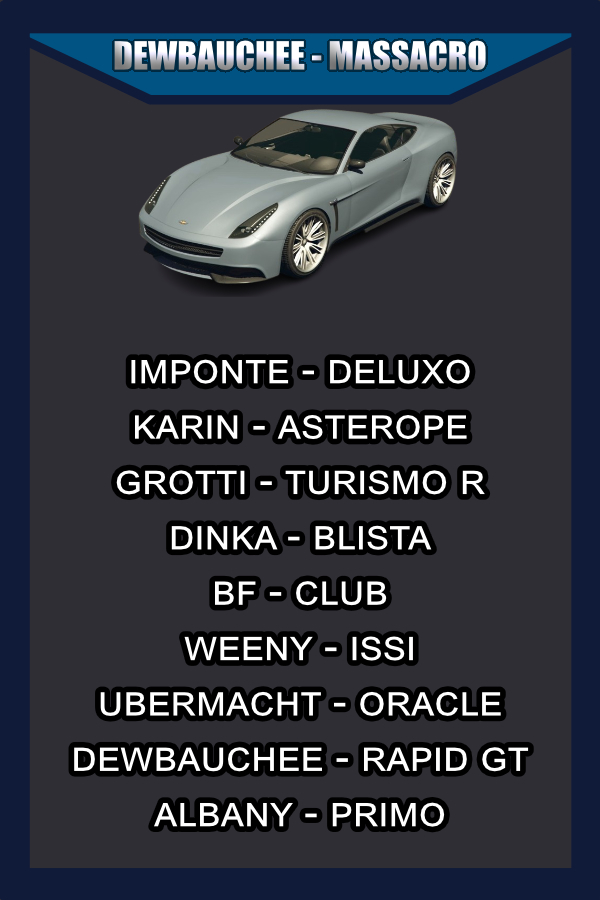 DEWBAUCHEE - MASSACRO
IMPONTE - DELUXO
KARIN - ASTEROPE
GROTTI - TURISMO R
DINKA - BLISTA
BF - CLUB
WEENY - ISSI
UBERMACHT - ORACLE
DEWBAUCHEE - RAPID GT
ALBANY - PRIMO